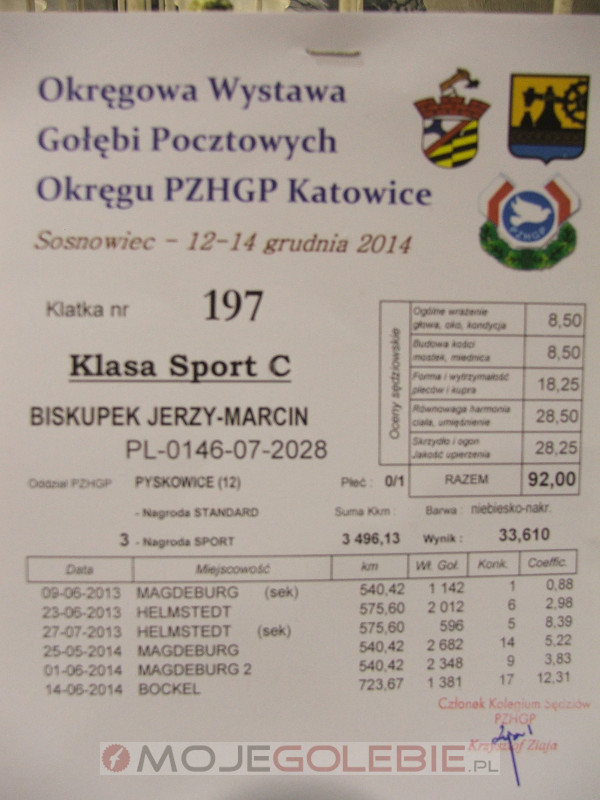 Okręgowa Wystawa
Gołębi Pocztowych
Okręgu PZHGP Katowice
PZHGP
Sosnowiec - 12-14 grudnia 2014
Klatka nr 197
Klasa Sport C
BISKUPEK JERZY-MARCIN
PL-0146-07-2028
Oceny sędziowskie
Ogólne wrażenie głowa, oko, kondycja 8,50
Budowa kości mostek, miednica 8,50
Forma i wytrzymałość pleców i kupra 18,25
Równowaga harmonia ciała, umięśnienie 28,50
Skrzydło i ogon Jakość upierzenia 28,25
RAZEM 92,00
Oddział PZHGP PYSKOWICE (12) Płeć : 0/1
- Nagroda STANDARD Suma Kkm : Barwa : niebiesko-nakr.
3 - Nagroda SPORT 3 496,13 Wynik : 33,610
Data Miejscowość km Wł. Goł. Konk. Coeffic.
09-06-2013 MAGDEBURG (sek) 540,42 1 142 1 0,88
23-06-2013 HELMSTEDT 575,60 2 012 6 2,98
27-07-2013 HELMSTEDT (sek) 575,60 596 5 8,39
25-05-2014 MAGDEBURG 540,42 2 682 14 5,22
01-06-2014 MAGDEBURG 2 540,42 2 348 9 3,83
14-06-2014 BOCKEL 723,67 1 381 17 12,31
Członek Kolegium Sędziów
PZHGP
Krzysztof Ziaja
MOJEGOLEBIE.PL